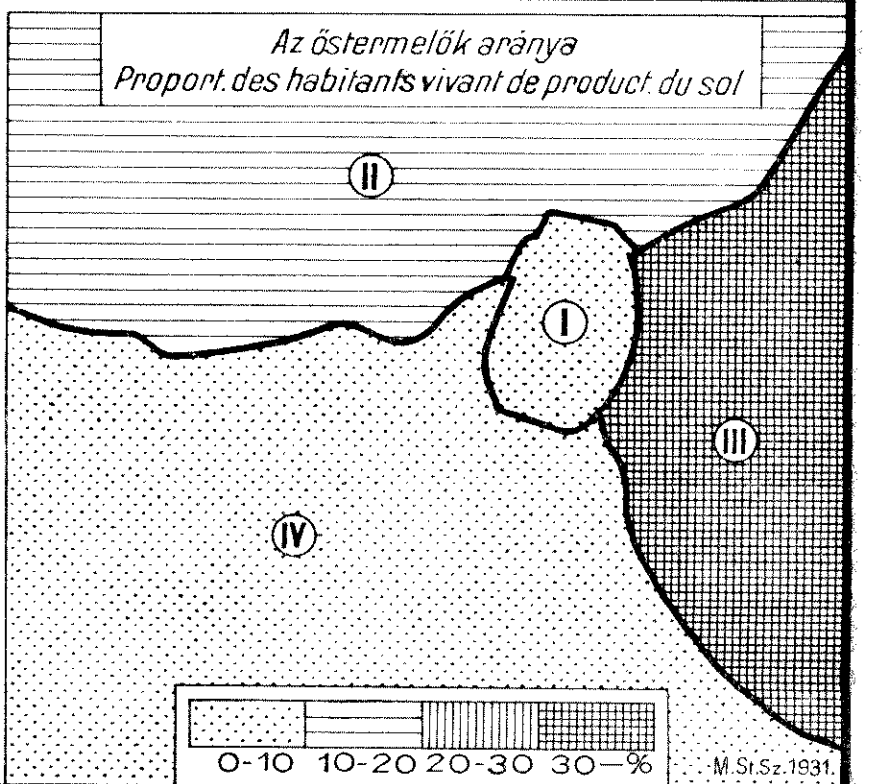 Az őstermelők aránya
Proport. des habitants vivant de product. du sol
II
I
III
IV
0-10 10-20 20-30 30—%
M.St.Sz.1931.